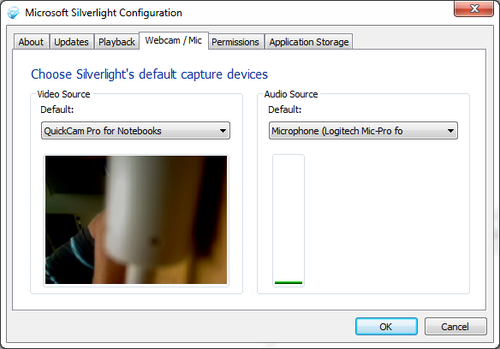 Microsoft Silverlight Configuration
About Updates Playback Webcam / Mic Permissions Application Storage
Choose Silverlight's default capture devices
Video Source Audio Source
Default: Default:
QuickCam Pro for Notebooks Microphone (Logitech Mic-Pro fo
OK Cancel